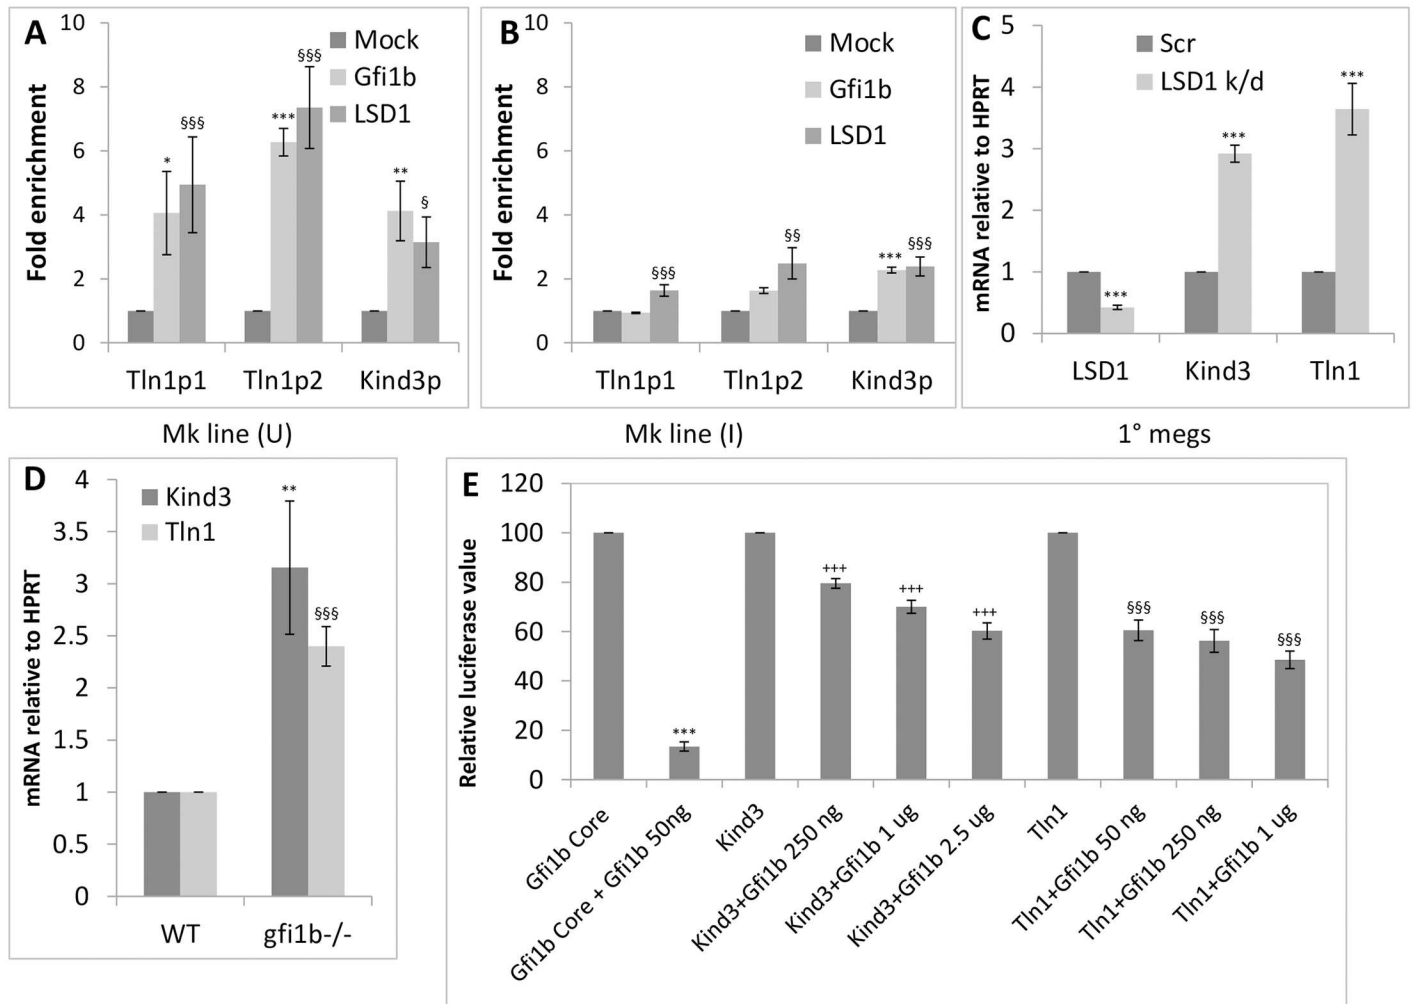 A
Mock
Gfi1b
LSD1
Fold enrichment
10
8
6
4
2
0
*
§§§
***
§§§
**
§
Tln1p1
Tln1p2
Kind3p
Mk line (U)
B
Mock
Gfi1b
LSD1
Fold enrichment
10
8
6
4
2
0
§§§
§§
***
§§§
Tln1p1
Tln1p2
Kind3p
Mk line (I)
C
Scr
LSD1 k/d
mRNA relative to HPRT
5
4
3
2
1
0
***
***
***
LSD1
Kind3
Tln1
1° megs
D
Kind3
Tln1
mRNA relative to HPRT
4
3.5
3
2.5
2
1.5
1
0.5
0
**
§§§
WT
gfi1b-/-
E
Relative luciferase value
120
100
80
60
40
20
0
***
+++
+++
+++
§§§
§§§
§§§
Gfi1b Core
Gfi1b Core + Gfi1b 50ng
Kind3
Kind3+Gfi1b 250 ng
Kind3+Gfi1b 1 ug
Kind3+Gfi1b 2.5 ug
Tln1
Tln1+Gfi1b 50 ng
Tln1+Gfi1b 250 ng
Tln1+Gfi1b 1 ug